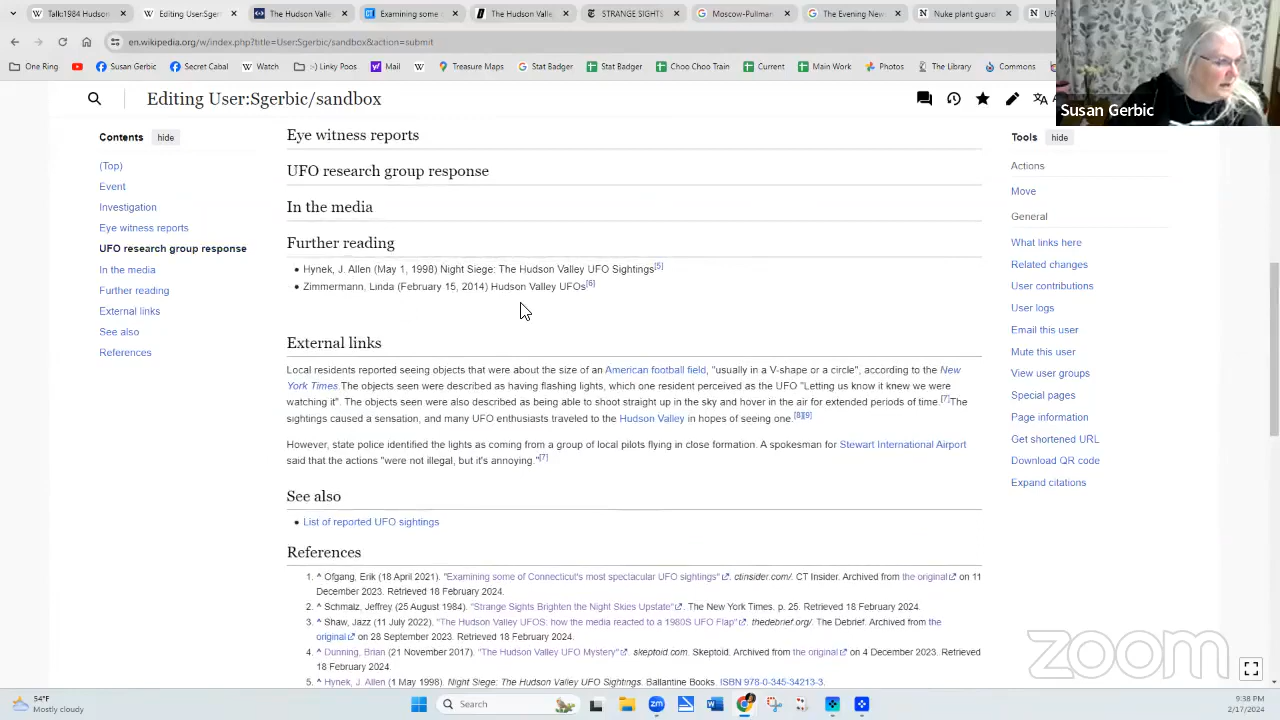 Talks1984 Hudso
Wikipedia:Wikipe
The Hudson Valle
Examining some o
The Hudson Valle
STRANGE SIGHTS
Moscow-Pullman
The Evening New
Nuke plant guard
UFO
en.wikipedia.org/w/index.php?title=User:Sgerbic/sandbox&action=submit
One Ring
Susan Gerbic
Secret Cabal
Watch
:-) Linky Poos
Mail
Treasure Maps
Stat Badger
Stat Badger
Choo Choo Train
Current
Main Work
Photos
The Ling Library
Commons
Susan Gerbic
Editing User:Sgerbic/sandbox
Contents
hide
(Top)
Event
Investigation
Eye witness reports
UFO research group response
In the media
Further reading
External links
See also
References
Eye witness reports
UFO research group response
In the media
Further reading
• Hynek, J. Allen (May 1, 1998) Night Siege: The Hudson Valley UFO Sightings[5]
• Zimmermann, Linda (February 15, 2014) Hudson Valley UFOs[6]
External links
Local residents reported seeing objects that were about the size of an American football field, "usually in a V-shape or a circle", according to the New
York Times.The objects seen were described as having flashing lights, which one resident perceived as the UFO "Letting us know it knew we were
watching it". The objects seen were also described as being able to shoot straight up in the sky and hover in the air for extended periods of time.[7]The
sightings caused a sensation, and many UFO enthusiasts traveled to the Hudson Valley in hopes of seeing one.[8][9]
However, state police identified the lights as coming from a group of local pilots flying in close formation. A spokesman for Stewart International Airport
said that the actions "were not illegal, but it's annoying."[7]
See also
• List of reported UFO sightings
References
1. ^ Ofgang, Erik (18 April 2021). "Examining some of Connecticut's most spectacular UFO sightings". ctinsider.com/. CT Insider. Archived from the original on 11
December 2023. Retrieved 18 February 2024.
2. ^ Schmalz, Jeffrey (25 August 1984). "Strange Sights Brighten the Night Skies Upstate". The New York Times. p. 25. Retrieved 18 February 2024.
3. ^ Shaw, Jazz (11 July 2022). "The Hudson Valley UFOS: how the media reacted to a 1980S UFO Flap". thedebrief.org/. The Debrief. Archived from the
original on 28 September 2023. Retrieved 18 February 2024.
4. ^ Dunning, Brian (21 November 2017). "The Hudson Valley UFO Mystery". skeptoid com. Skeptoid. Archived from the original on 4 December 2023. Retrieved
18 February 2024.
5. ^ Hynek, J. Allen (1 May 1998). Night Siege: The Hudson Valley UFO Sightings. Ballantine Books. ISBN 978-0-345-34213-3.
Tools
hide
Actions
Move
General
What links here
Related changes
User contributions
User logs
Email this user
Mute this user
View user groups
Special pages
Page information
Get shortened URL
Download QR code
Expand citations
zoom
54°F
Mostly cloudy
Search
9:38 PM
2/17/2024